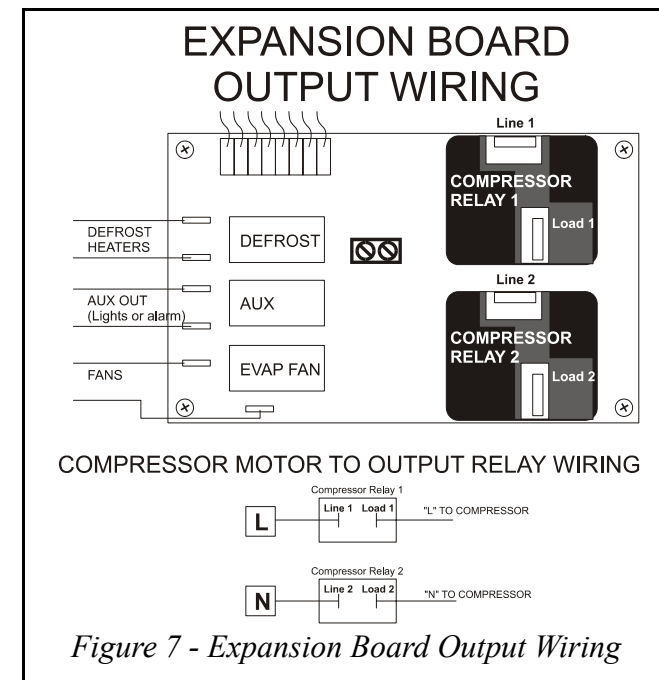 EXPANSION BOARD
OUTPUT WIRING
Line 1
COMPRESSOR
RELAY 1
Load 1
DEFROST
HEATERS
DEFROST
AUX OUT
(Lights or alarm)
AUX
Line 2
COMPRESSOR
RELAY 2
Load 2
FANS
EVAP FAN
COMPRESSOR MOTOR TO OUTPUT RELAY WIRING
Compressor Relay 1
L
Line 1 Load 1
"L" TO COMPRESSOR
Compressor Relay 2
N
Line 2 Load 2
"N" TO COMPRESSOR
Figure 7 - Expansion Board Output Wiring